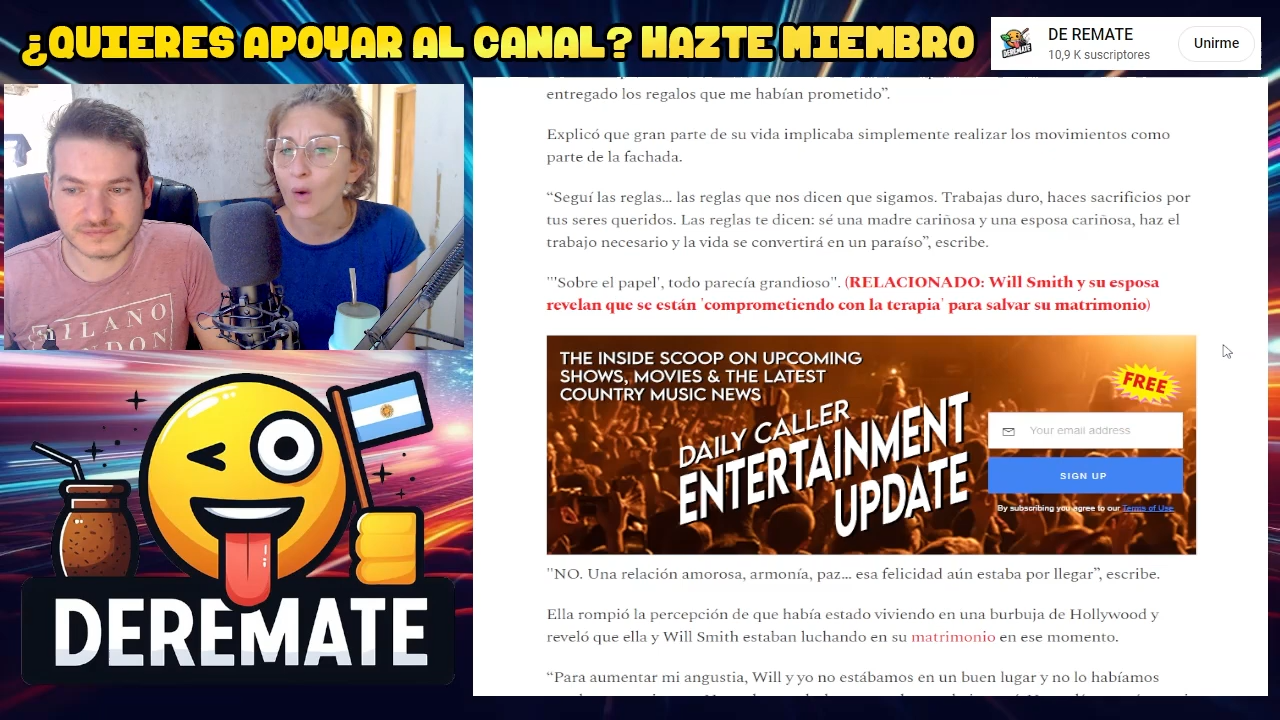 ¿QUIERES APOYAR AL CANAL? HAZTE MIEMBRO
DE REMATE
10,9 K suscriptores
Unirme
DEREMATE
entregado los regalos que me habían prometido”.
Explicó que gran parte de su vida implicaba simplemente realizar los movimientos como
parte de la fachada.
“Seguí las reglas... las reglas que nos dicen que sigamos. Trabajas duro, haces sacrificios por
tus seres queridos. Las reglas te dicen: sé una madre cariñosa y una esposa cariñosa, haz el
trabajo necesario y la vida se convertirá en un paraíso”, escribe.
"'Sobre el papel', todo parecía grandioso". (RELACIONADO: Will Smith y su esposa
revelan que se están 'comprometiendo con la terapia' para salvar su matrimonio)
THE INSIDE SCOOP ON UPCOMING
SHOWS, MOVIES & THE LATEST
COUNTRY MUSIC NEWS
DAILY CALLER
ENTERTAINMENT
UPDATE
FREE
Your email address
SIGN UP
By subscribing you agree to our Terms of Use
"NO. Una relación amorosa, armonía, paz... esa felicidad aún estaba por llegar”, escribe.
Ella rompió la percepción de que había estado viviendo en una burbuja de Hollywood y
reveló que ella y Will Smith estaban luchando en su matrimonio en ese momento.
“Para aumentar mi angustia, Will y yo no estábamos en un buen lugar y no lo habíamos
MILANO
DEREMATE